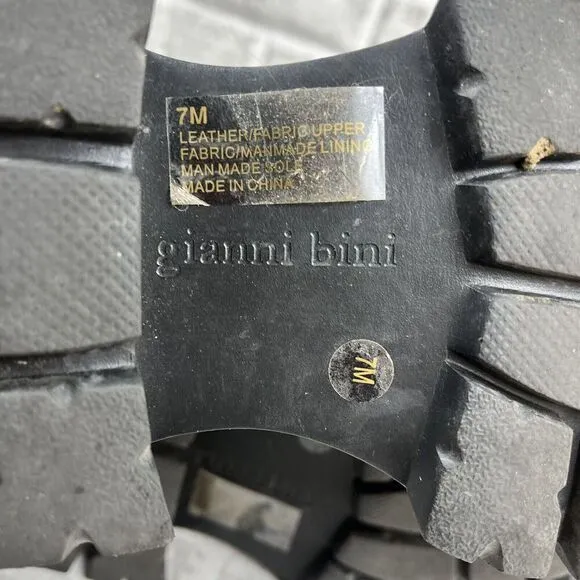 7M
LEATHER/FABRIC UPPER
FABRIC/MANMADE LINING
MAN MADE SOLE
MADE IN CHINA
gianni bini
7M